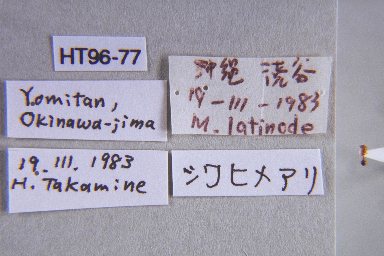 HT96-77
沖縄 読谷
19-III-1983
M. latinode
Yomitan,
Okinawa-jima
19. III. 1983
H. Takamine
シワヒメアリ